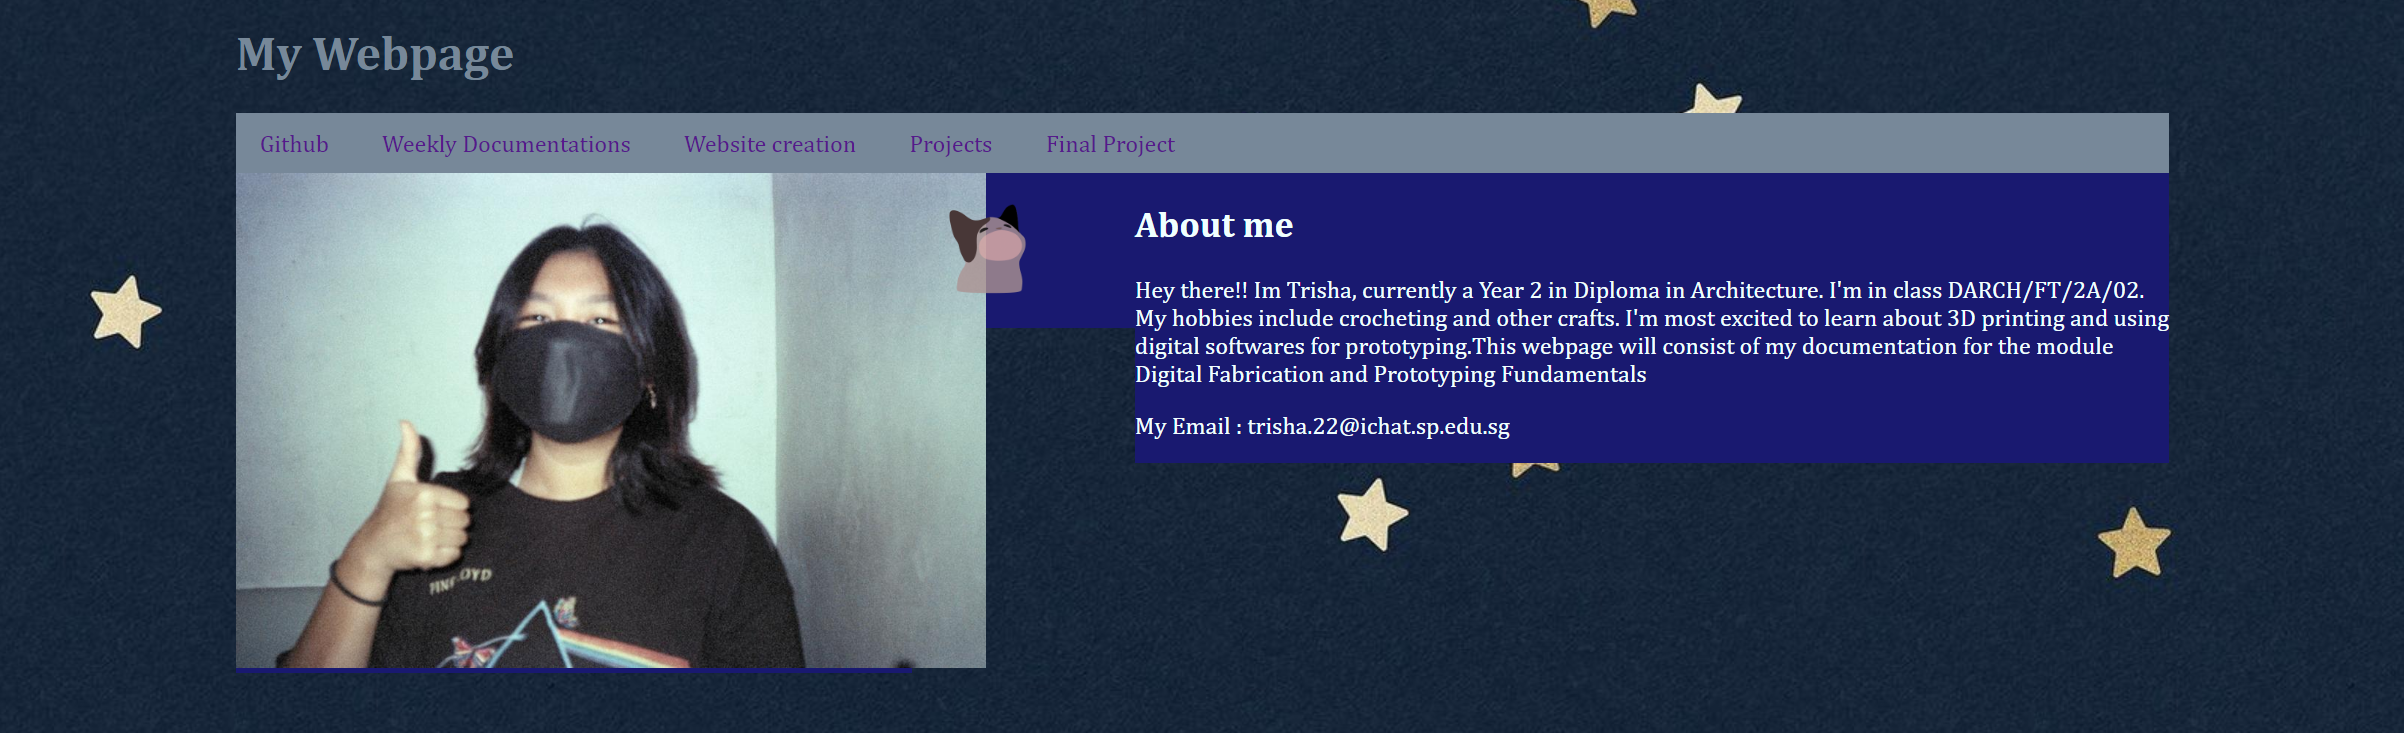 My Webpage
Github Weekly Documentations Website creation Projects Final Project
About me
Hey there!! Im Trisha, currently a Year 2 in Diploma in Architecture. I'm in class DARCH/FT/2A/02.
My hobbies include crocheting and other crafts. I'm most excited to learn about 3D printing and using
digital softwares for prototyping.This webpage will consist of my documentation for the module
Digital Fabrication and Prototyping Fundamentals
My Email : trisha.22@ichat.sp.edu.sg